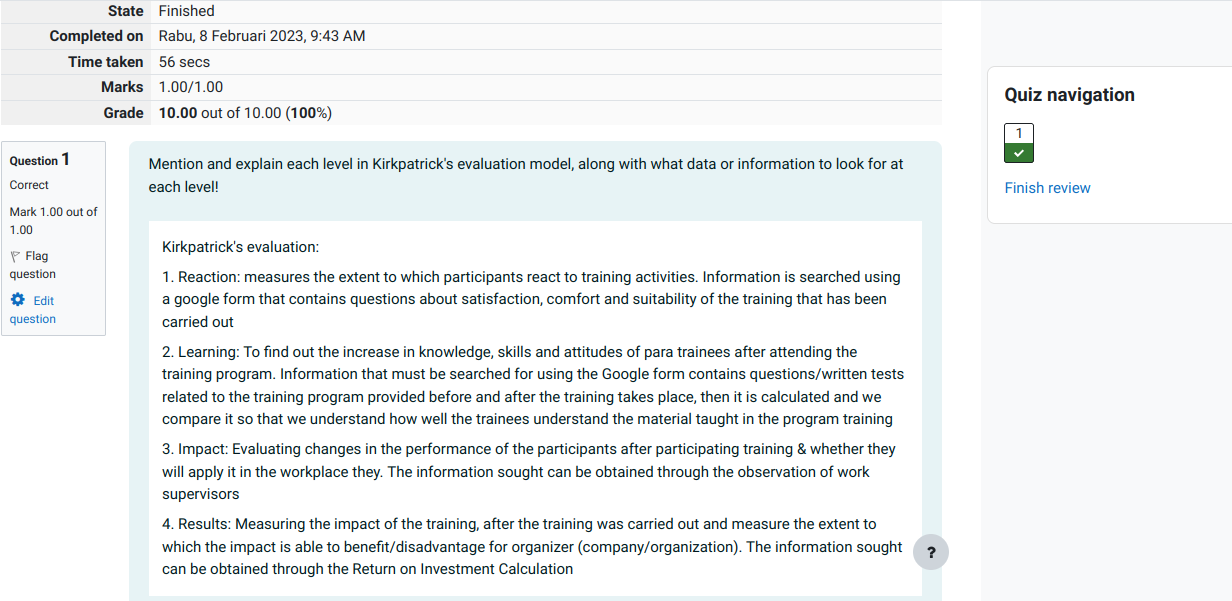 State Finished
Completed on Rabu, 8 Februari 2023, 9:43 AM
Time taken 56 secs
Marks 1.00/1.00
Grade 10.00 out of 10.00 (100%)
Question 1
Correct
Mark 1.00 out of
1.00
Flag
question
Edit
question
Mention and explain each level in Kirkpatrick's evaluation model, along with what data or information to look for at
each level!
Kirkpatrick's evaluation:
1. Reaction: measures the extent to which participants react to training activities. Information is searched using
a google form that contains questions about satisfaction, comfort and suitability of the training that has been
carried out
2. Learning: To find out the increase in knowledge, skills and attitudes of para trainees after attending the
training program. Information that must be searched for using the Google form contains questions/written tests
related to the training program provided before and after the training takes place, then it is calculated and we
compare it so that we understand how well the trainees understand the material taught in the program training
3. Impact: Evaluating changes in the performance of the participants after participating training & whether they
will apply it in the workplace they. The information sought can be obtained through the observation of work
supervisors
4. Results: Measuring the impact of the training, after the training was carried out and measure the extent to
which the impact is able to benefit/disadvantage for organizer (company/organization). The information sought
can be obtained through the Return on Investment Calculation
?
Quiz navigation
1
Finish review